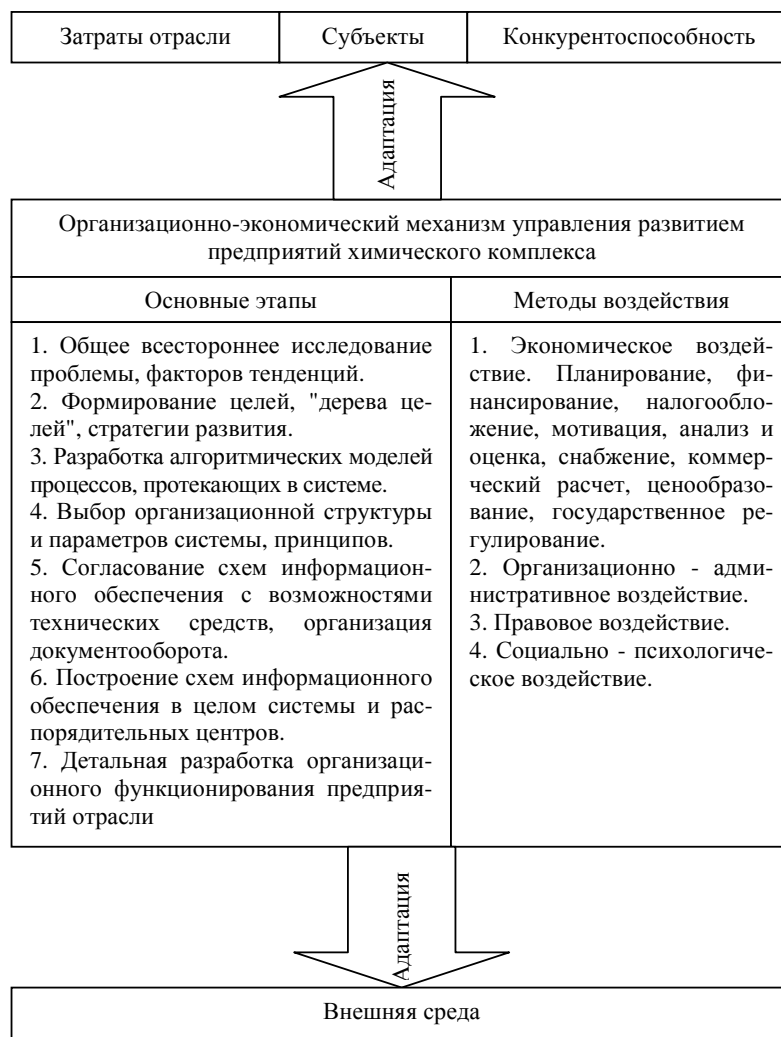 Затраты отрасли Субъекты Конкурентоспособность
Адаптация
Организационно-экономический механизм управления развитием
предприятий химического комплекса
Основные этапы
1. Общее всестороннее исследование
проблемы, факторов тенденций.
2. Формирование целей, "дерева це-
лей", стратегии развития.
3. Разработка алгоритмических моделей
процессов, протекающих в системе.
4. Выбор организационной структуры
и параметров системы, принципов.
5. Согласование схем информацион-
ного обеспечения с возможностями
технических средств, организация
документооборота.
6. Построение схем информационного
обеспечения в целом системы и рас-
порядительных центров.
7. Детальная разработка организаци-
онного функционирования предприя-
тий отрасли
Методы воздействия
1. Экономическое воздей-
ствие. Планирование, фи-
нансирование, налогообло-
жение, мотивация, анализ и
оценка, снабжение, коммер-
ческий расчет, ценообразо-
вание, государственное ре-
гулирование.
2. Организационно - адми-
нистративное воздействие.
3. Правовое воздействие.
4. Социально - психологиче-
ское воздействие.
Адаптация
Внешняя среда